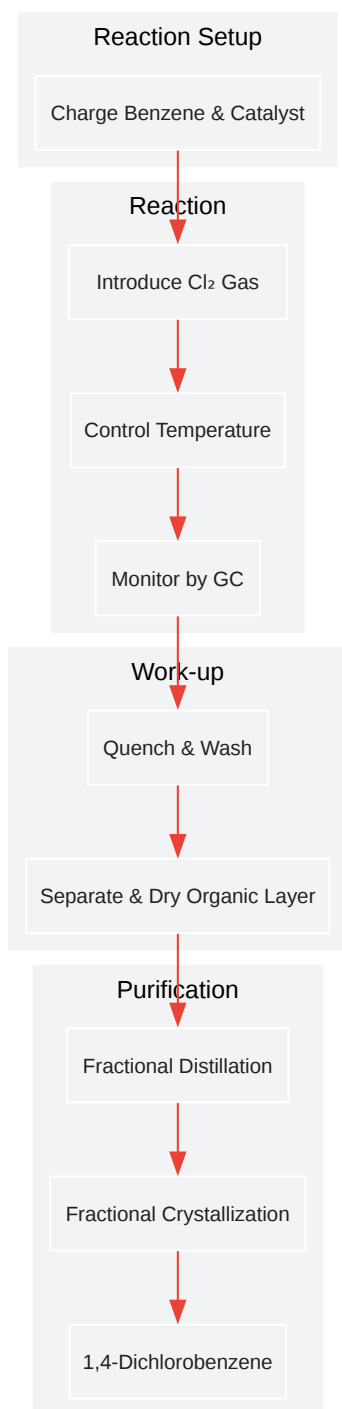 Reaction Setup
Charge Benzene & Catalyst
Reaction
Introduce Cl₂ Gas
Control Temperature
Monitor by GC
Work-up
Quench & Wash
Separate & Dry Organic Layer
Purification
Fractional Distillation
Fractional Crystallization
1,4-Dichlorobenzene